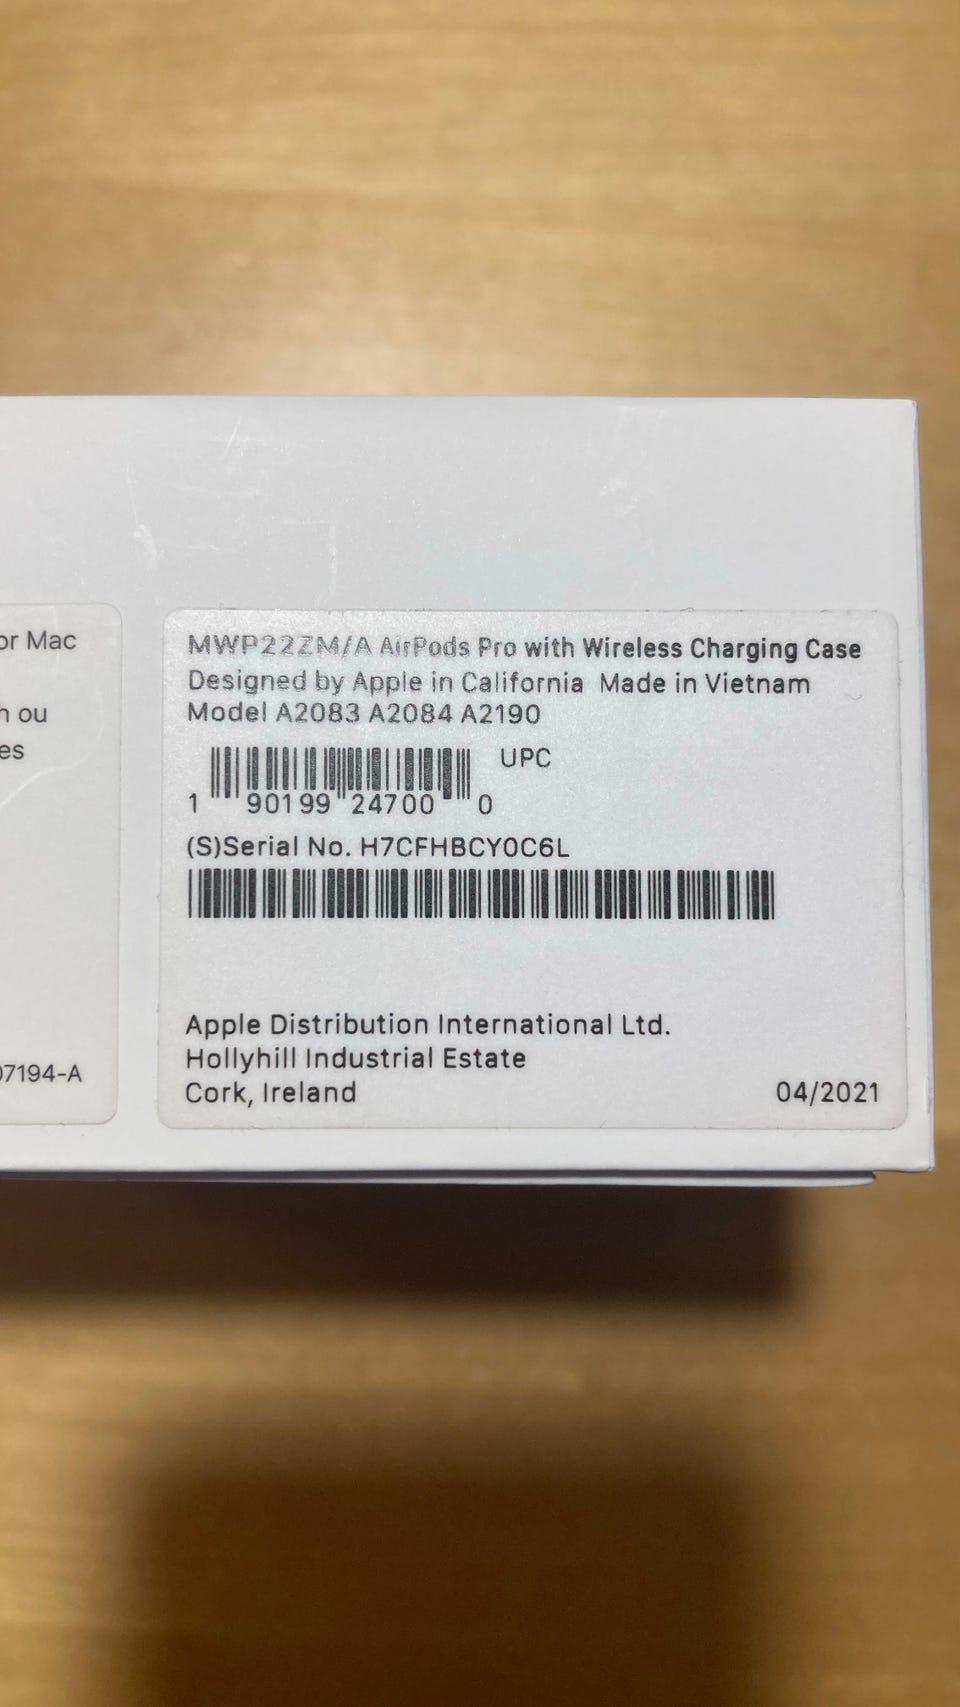 or Mac
h ou
es
07194-A
MWP22ZM/A AirPods Pro with Wireless Charging Case
Designed by Apple in California Made in Vietnam
Model A2083 A2084 A2190
UPC
1 90199 24700 0
(S)Serial No. H7CFHBCY0C6L
Apple Distribution International Ltd.
Hollyhill Industrial Estate
Cork, Ireland
04/2021